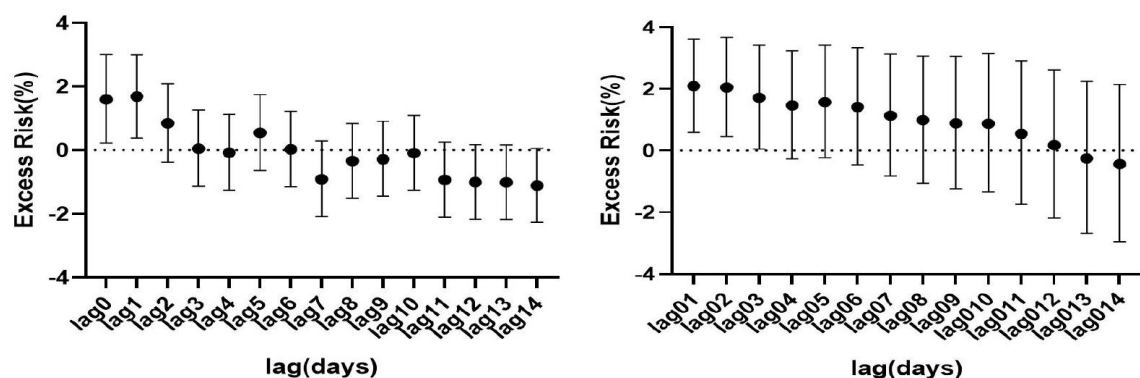 Excess Risk(%)
4
2
0
-2
-4
lag0
lag1
lag2
lag3
lag4
lag5
lag6
lag7
lag8
lag9
lag10
lag11
lag12
lag13
lag14
lag(days)
Excess Risk(%)
4
2
0
-2
-4
lag01
lag02
lag03
lag04
lag05
lag06
lag07
lag08
lag09
lag010
lag011
lag012
lag013
lag014
lag(days)